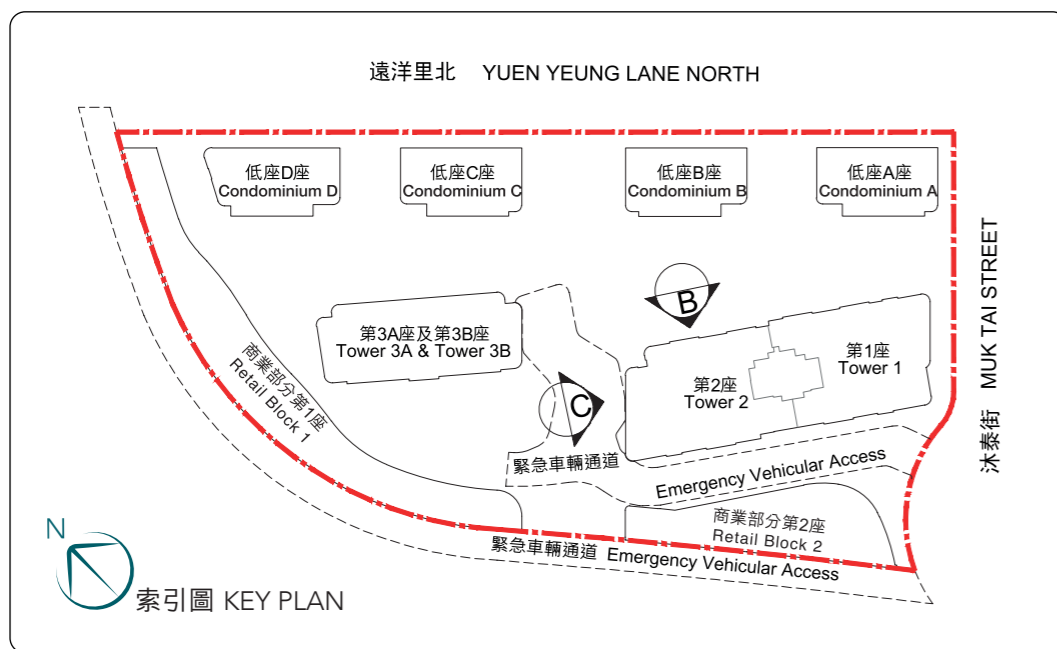 遠洋里北 YUEN YEUNG LANE NORTH
低座D座
Condominium D
低座C座
Condominium C
低座B座
Condominium B
低座A座
Condominium A
沐泰街 MUK TAI STREET
B
第3A座及第3B座
Tower 3A & Tower 3B
第1座
Tower 1
第2座
Tower 2
商業部分第1座
Retail Block 1
C
緊急車輛通道 Emergency Vehicular Access
商業部分第2座
Retail Block 2
緊急車輛通道 Emergency Vehicular Access
N
索引圖 KEY PLAN